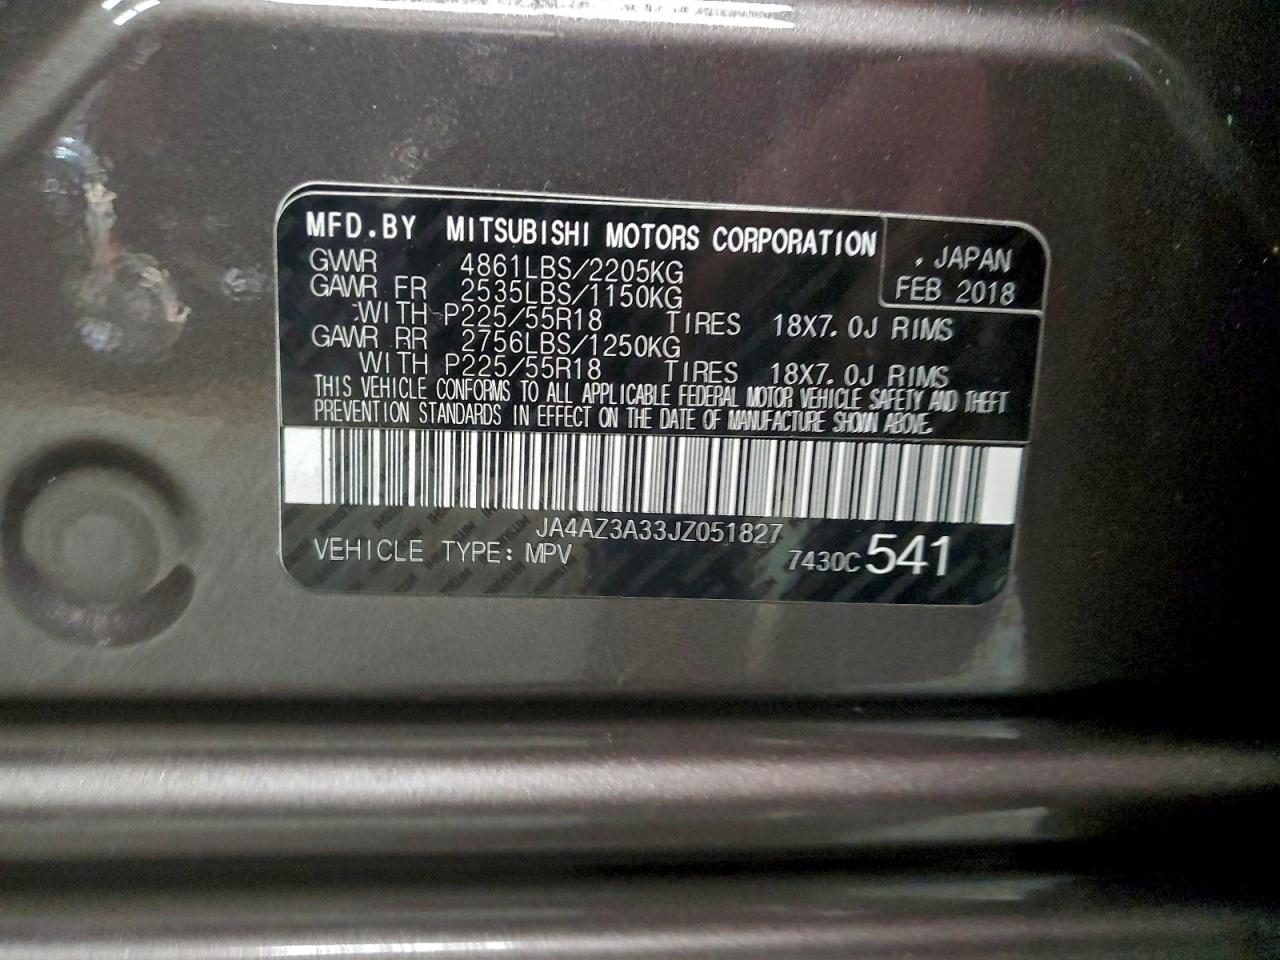 MFD.BY MITSUBISHI MOTORS CORPORATION
, JAPAN
FEB 2018
GVWR 4861LBS/2205KG
GAWR FR 2535LBS/1150KG
WITH P225/55R18 TIRES 18X7.0J RIMS
GAWR RR 2756LBS/1250KG
WITH P225/55R18 TIRES 18X7.0J RIMS
THIS VEHICLE CONFORMS TO ALL APPLICABLE FEDERAL MOTOR VEHICLE SAFETY AND THEFT
PREVENTION STANDARDS IN EFFECT ON THE DATE OF MANUFACTURE SHOWN ABOVE.
JA4AZ3A33JZ051827
VEHICLE TYPE: MPV
7430C 541